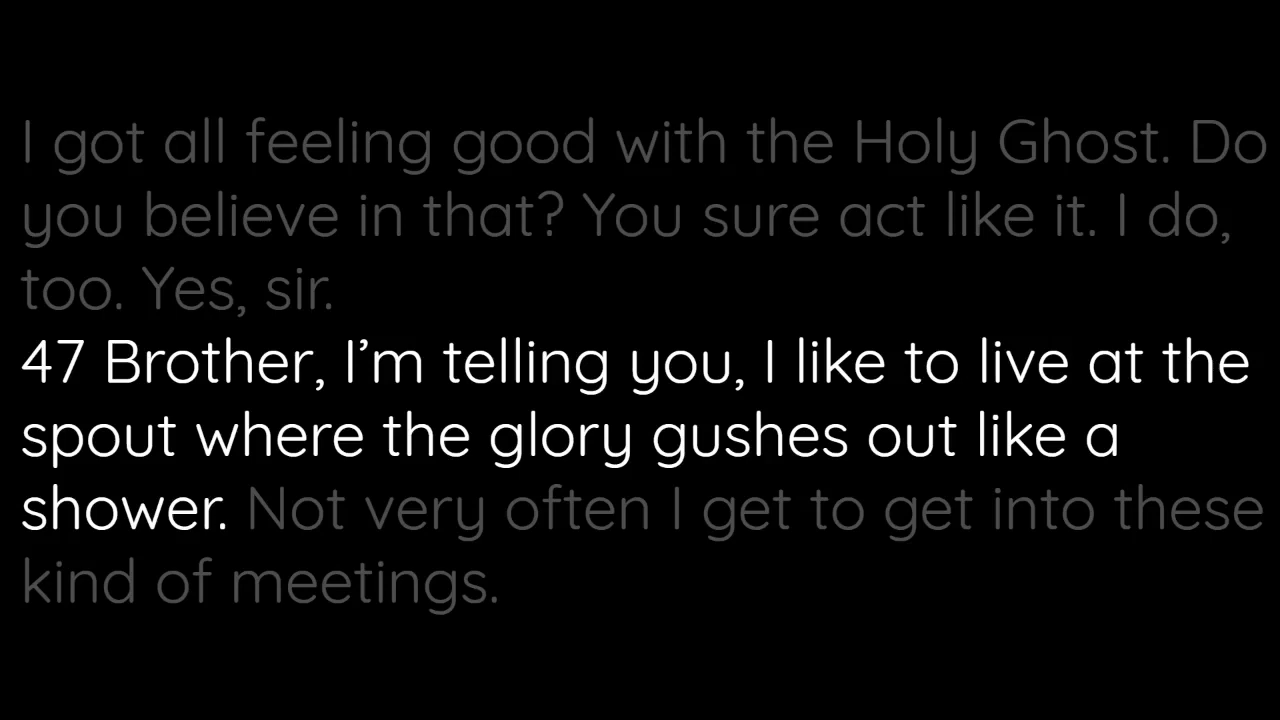 I got all feeling good with the Holy Ghost. Do
you believe in that? You sure act like it. I do,
too. Yes, sir.
47 Brother, I’m telling you, I like to live at the
spout where the glory gushes out like a
shower. Not very often I get to get into these
kind of meetings.